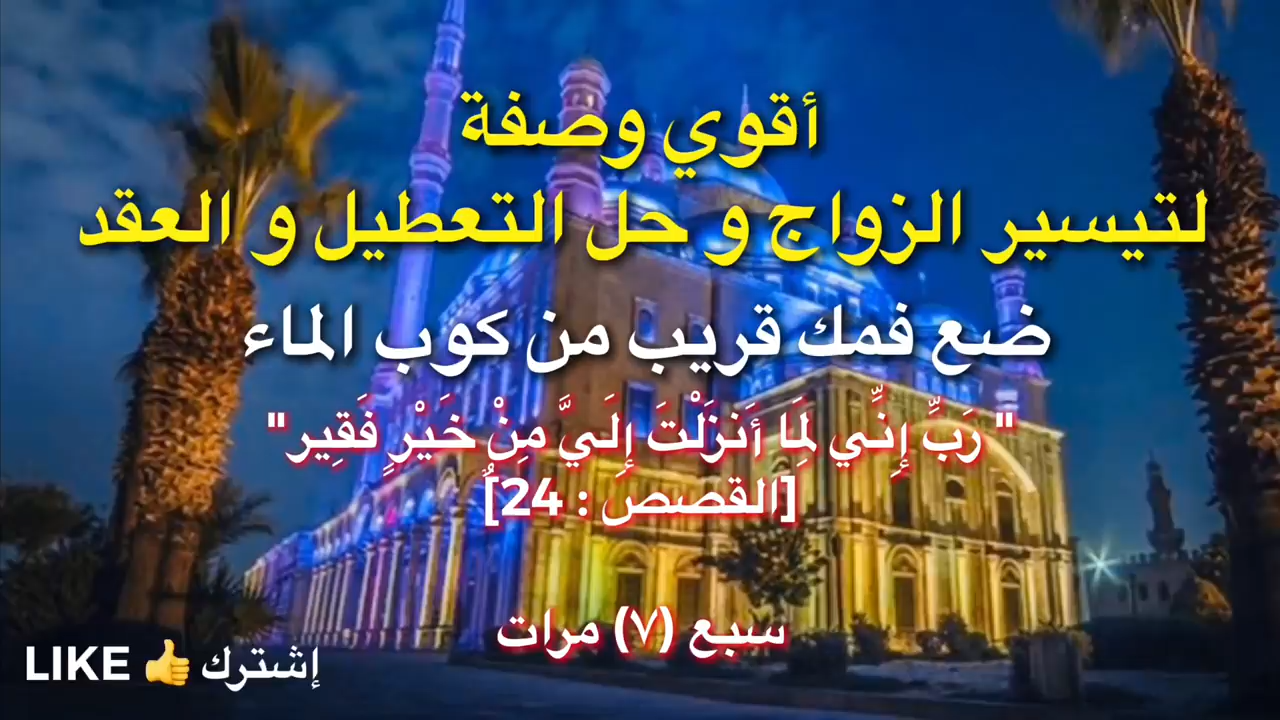 أقوي وصفة
لتيسير الزواج و حل التعطيل و العقد
ضع فمك قريب من كوب الماء
" رَبِّ إِنِّي لِمَا أَنزَلْتَ إِلَيَّ مِنْ خَيْرٍ فَقِير"
[القصص : 24]ٌ
سبع (٧) مرات
LIKE 👍 إشترك